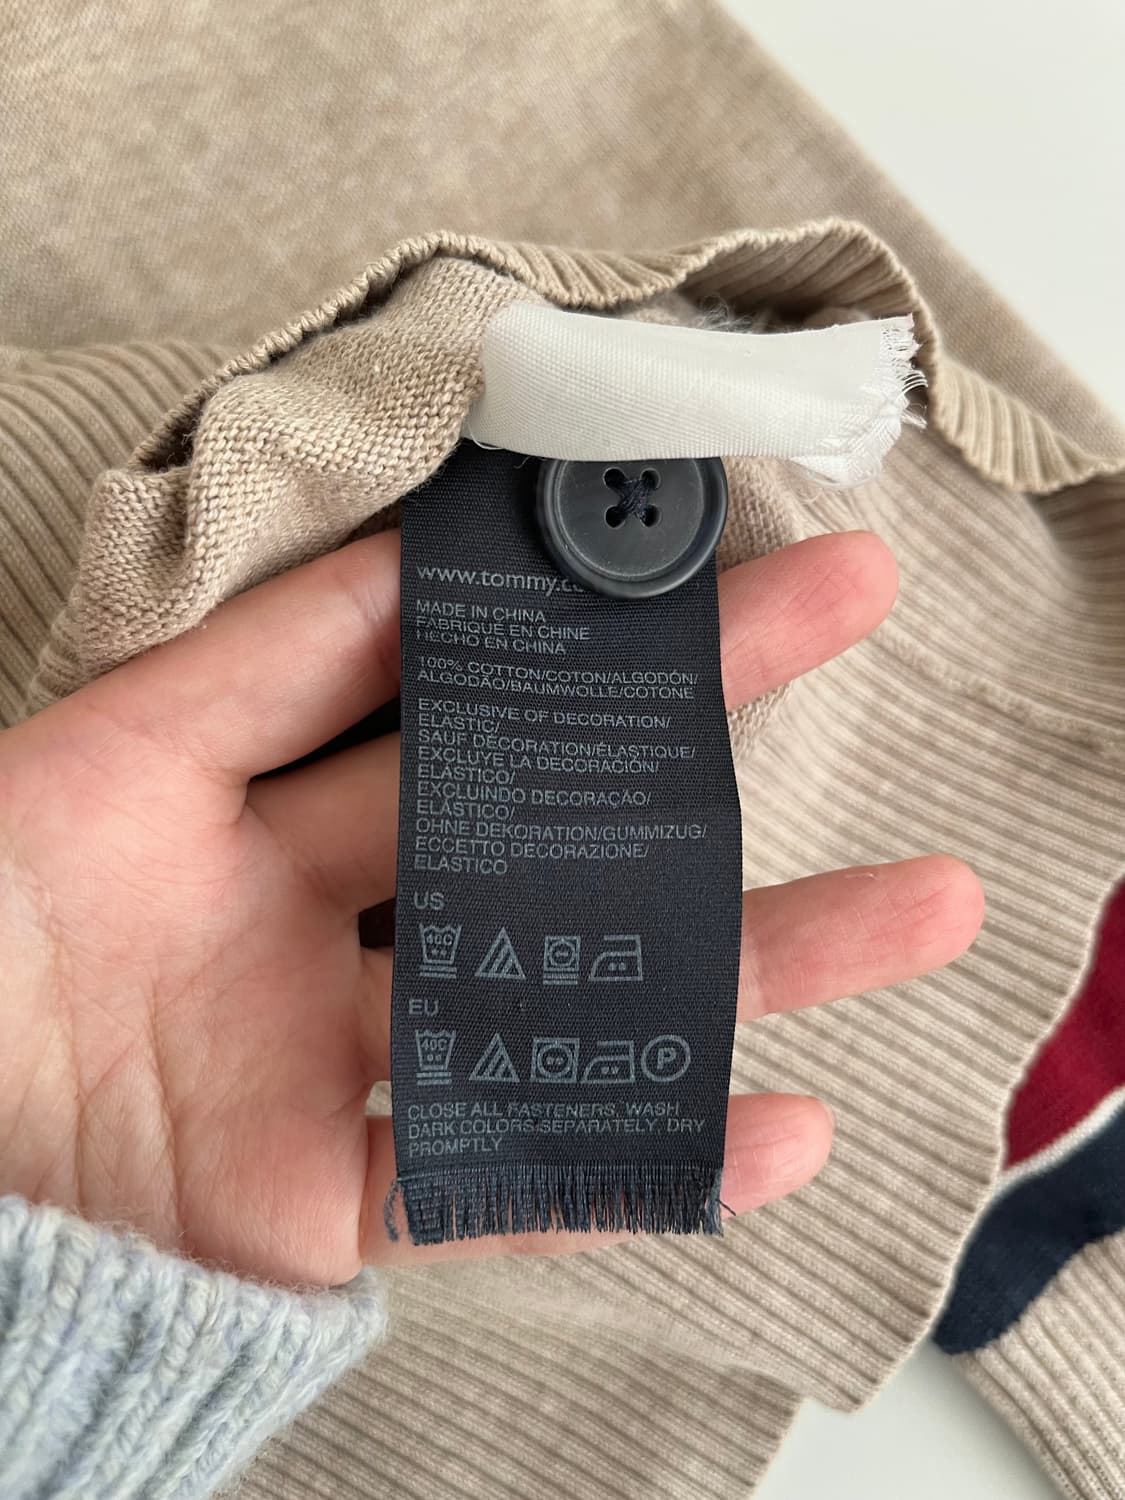 www.tommy.c
MADE IN CHINA
FABRIQUE EN CHINE
HECHO EN CHINA
100% COTTON/COTON/ALGODÓN/
ALGODÃO/BAUMWOLLE/COTONE
EXCLUSIVE OF DECORATION/
ELASTIC/
SAUF DÉCORATION/ÉLASTIQUE/
EXCLUYE LA DECORACIÓN/
ELÁSTICO/
EXCLUINDO DECORAÇÃO/
ELÁSTICO/
OHNE DEKORATION/GUMMIZUG/
ECCETTO DECORAZIONE/
ELASTICO
US
40C
EU
40C
P
CLOSE ALL FASTENERS, WASH
DARK COLORS SEPARATELY, DRY
PROMPTLY